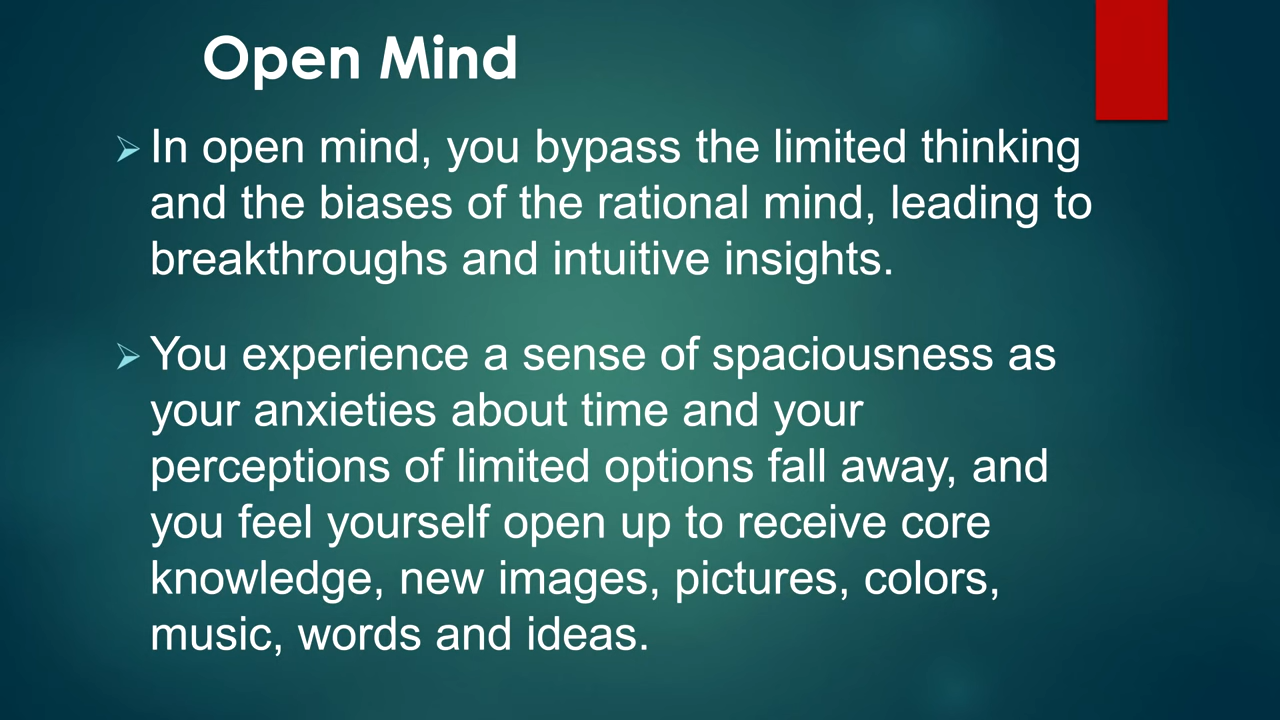 Open Mind
In open mind, you bypass the limited thinking
and the biases of the rational mind, leading to
breakthroughs and intuitive insights.
You experience a sense of spaciousness as
your anxieties about time and your
perceptions of limited options fall away, and
you feel yourself open up to receive core
knowledge, new images, pictures, colors,
music, words and ideas.